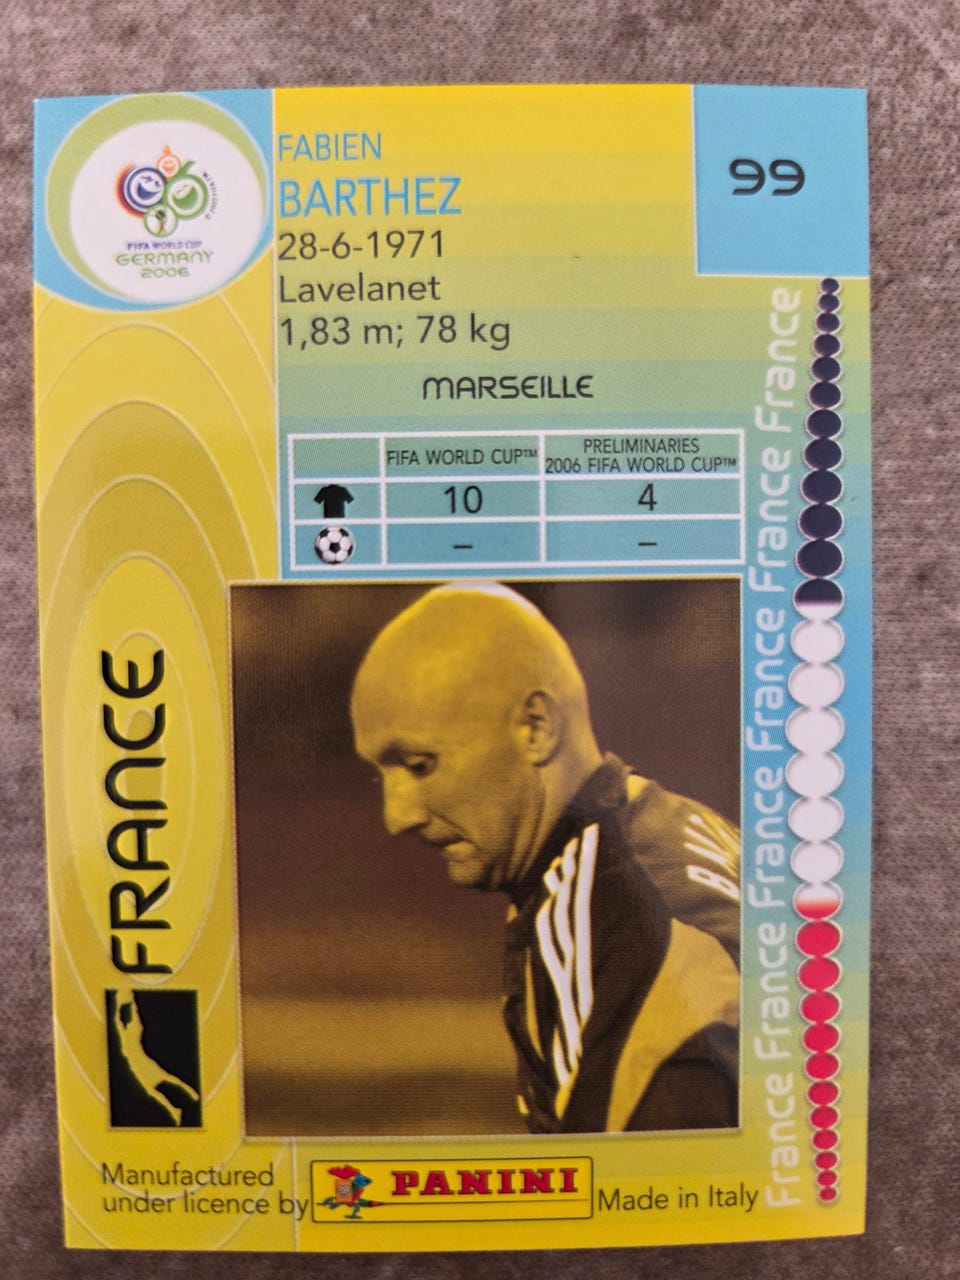 FIFA WORLD CUP
GERMANY
2006
FABIEN
BARTHEZ
28-6-1971
Lavelanet
1,83 m; 78 kg
MARSEILLE
99
FIFA WORLD CUP™
PRELIMINARIES
2006 FIFA WORLD CUP™
10
4
–
–
FRANCE
France France France France France France France
Manufactured
under licence by
PANINI
Made in Italy